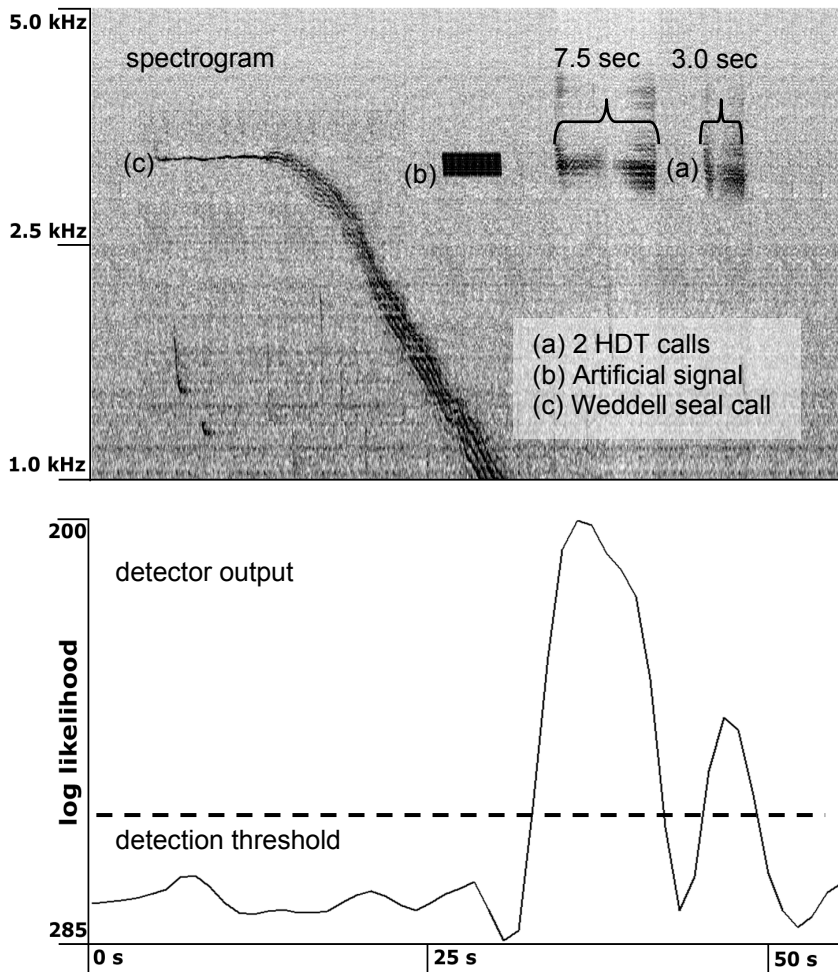 5.0 kHz
spectrogram
7.5 sec 3.0 sec
(c)
(b)
(a)
2.5 kHz
(a) 2 HDT calls
(b) Artificial signal
(c) Weddell seal call
1.0 kHz
200
detector output
log likelihood
detection threshold
285
0 s 25 s 50 s